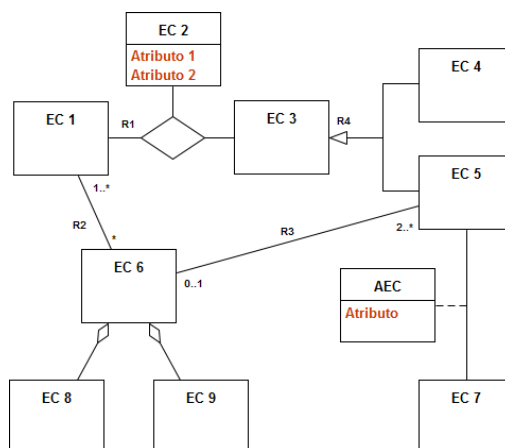 EC 2
Atributo 1
Atributo 2
EC 4
EC 1
R1
EC 3
R4
EC 5
1..*
R2
*
R3
2..*
EC 6
0..1
AEC
Atributo
EC 8
EC 9
EC 7